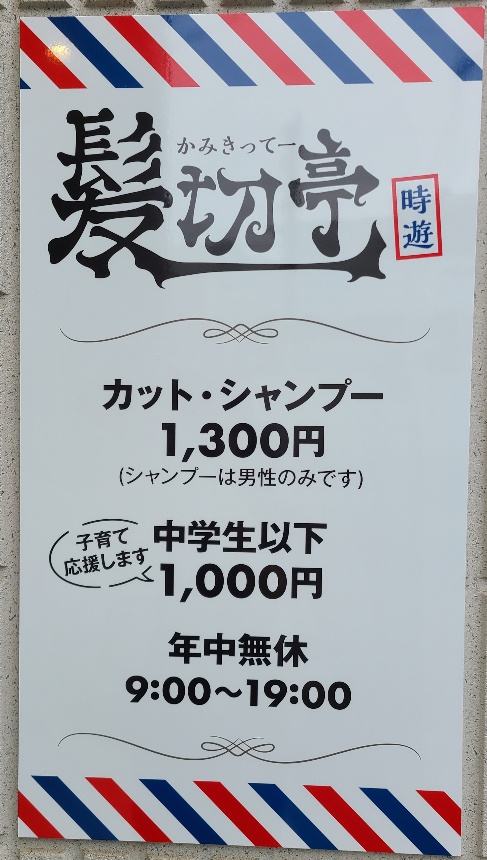 かみきってー
髪切亭
時遊
カット・シャンプー
1,300円
(シャンプーは男性のみです)
子育て
応援します
中学生以下
1,000円
年中無休
9:00〜19:00